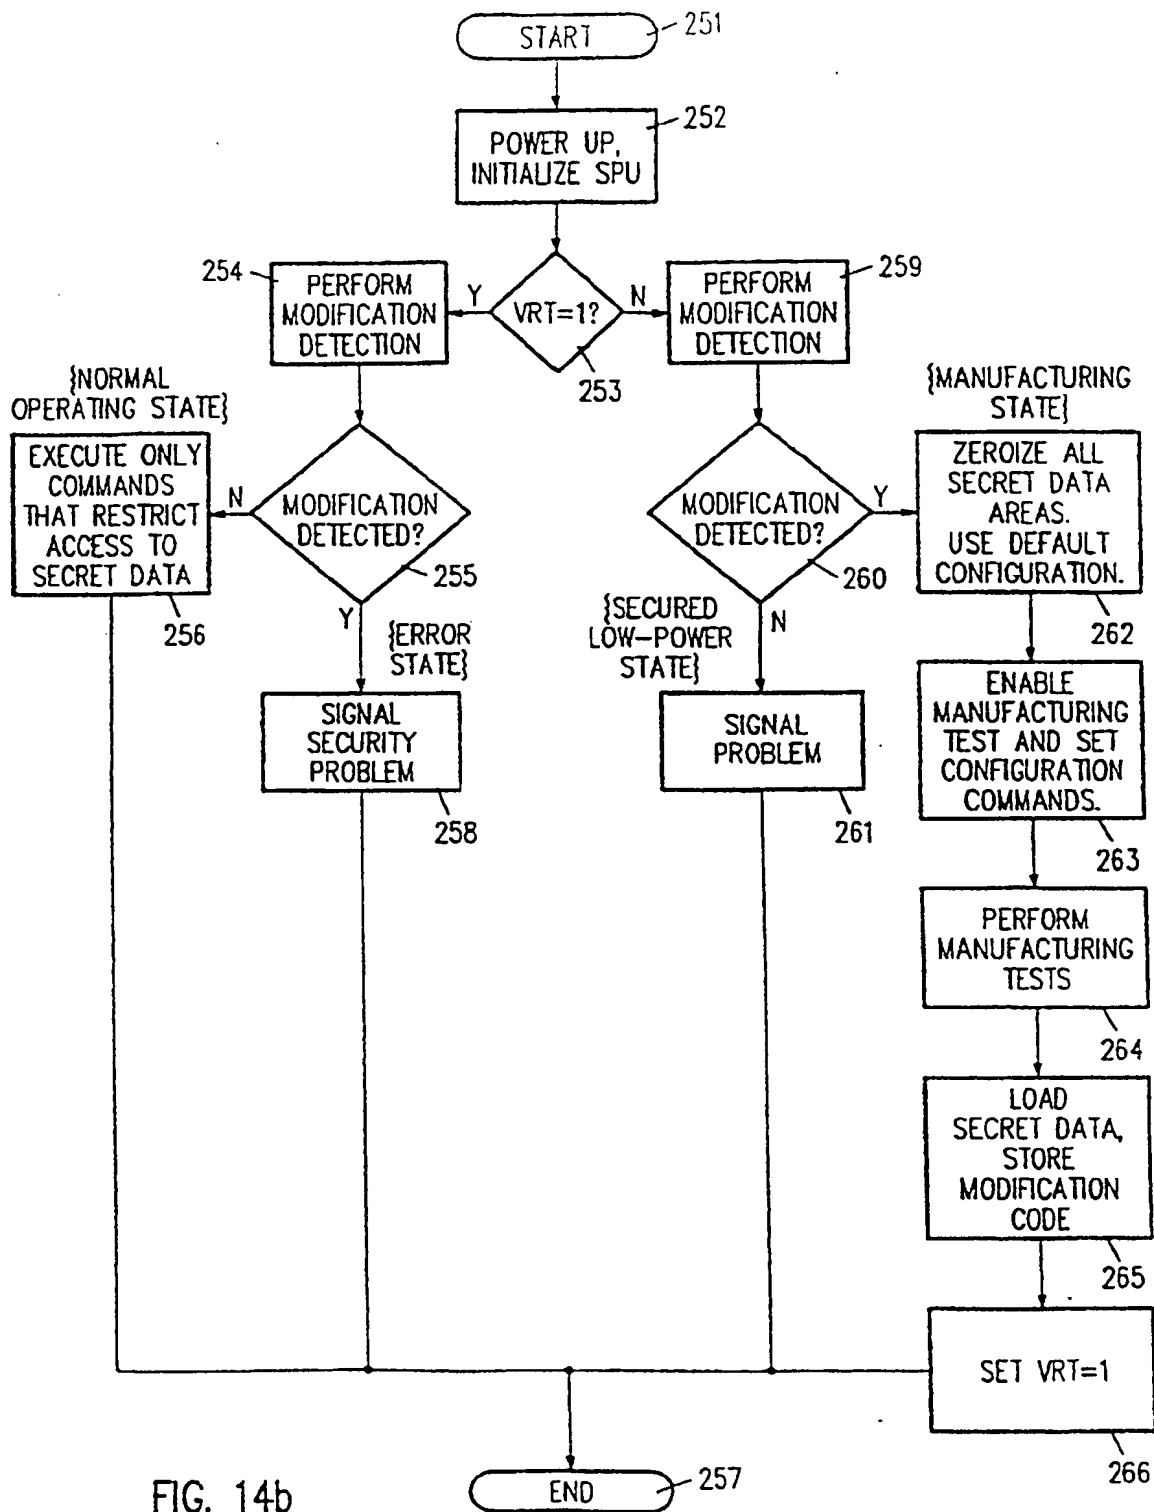 START
251
POWER UP,
INITIALIZE SPU
252
254
PERFORM
MODIFICATION
DETECTION
Y
VRT=1?
N
253
PERFORM
MODIFICATION
DETECTION
259
{NORMAL
OPERATING STATE}
EXECUTE ONLY
COMMANDS
THAT RESTRICT
ACCESS TO
SECRET DATA
256
N
MODIFICATION
DETECTED?
255
Y
{ERROR
STATE}
SIGNAL
SECURITY
PROBLEM
258
MODIFICATION
DETECTED?
260
Y
N
{SECURED
LOW-POWER
STATE}
SIGNAL
PROBLEM
261
{MANUFACTURING
STATE}
ZEROIZE ALL
SECRET DATA
AREAS.
USE DEFAULT
CONFIGURATION.
262
ENABLE
MANUFACTURING
TEST AND SET
CONFIGURATION
COMMANDS.
263
PERFORM
MANUFACTURING
TESTS
264
LOAD
SECRET DATA,
STORE
MODIFICATION
CODE
265
SET VRT=1
266
END
257
FIG. 14b